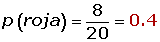 p (roja) = 8/20 = 0.4